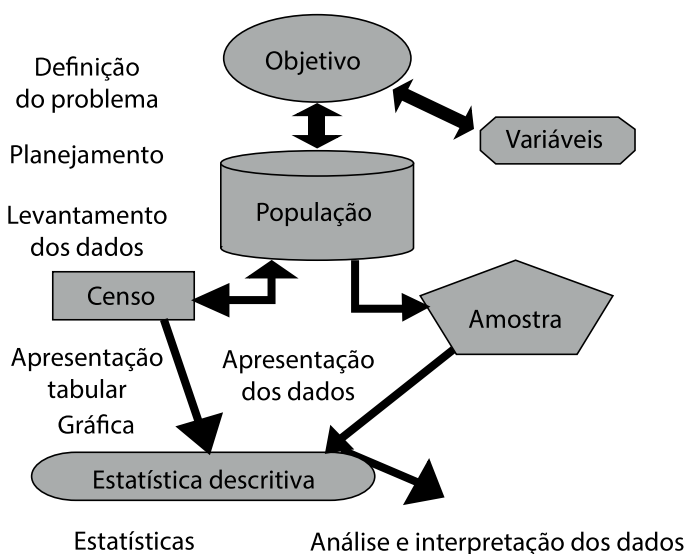 Objetivo
Definição
do problema
Variáveis
Planejamento
População
Levantamento
dos dados
Censo
Amostra
Apresentação
tabular
Gráfica
Apresentação
dos dados
Estatística descritiva
Estatísticas
Análise e interpretação dos dados